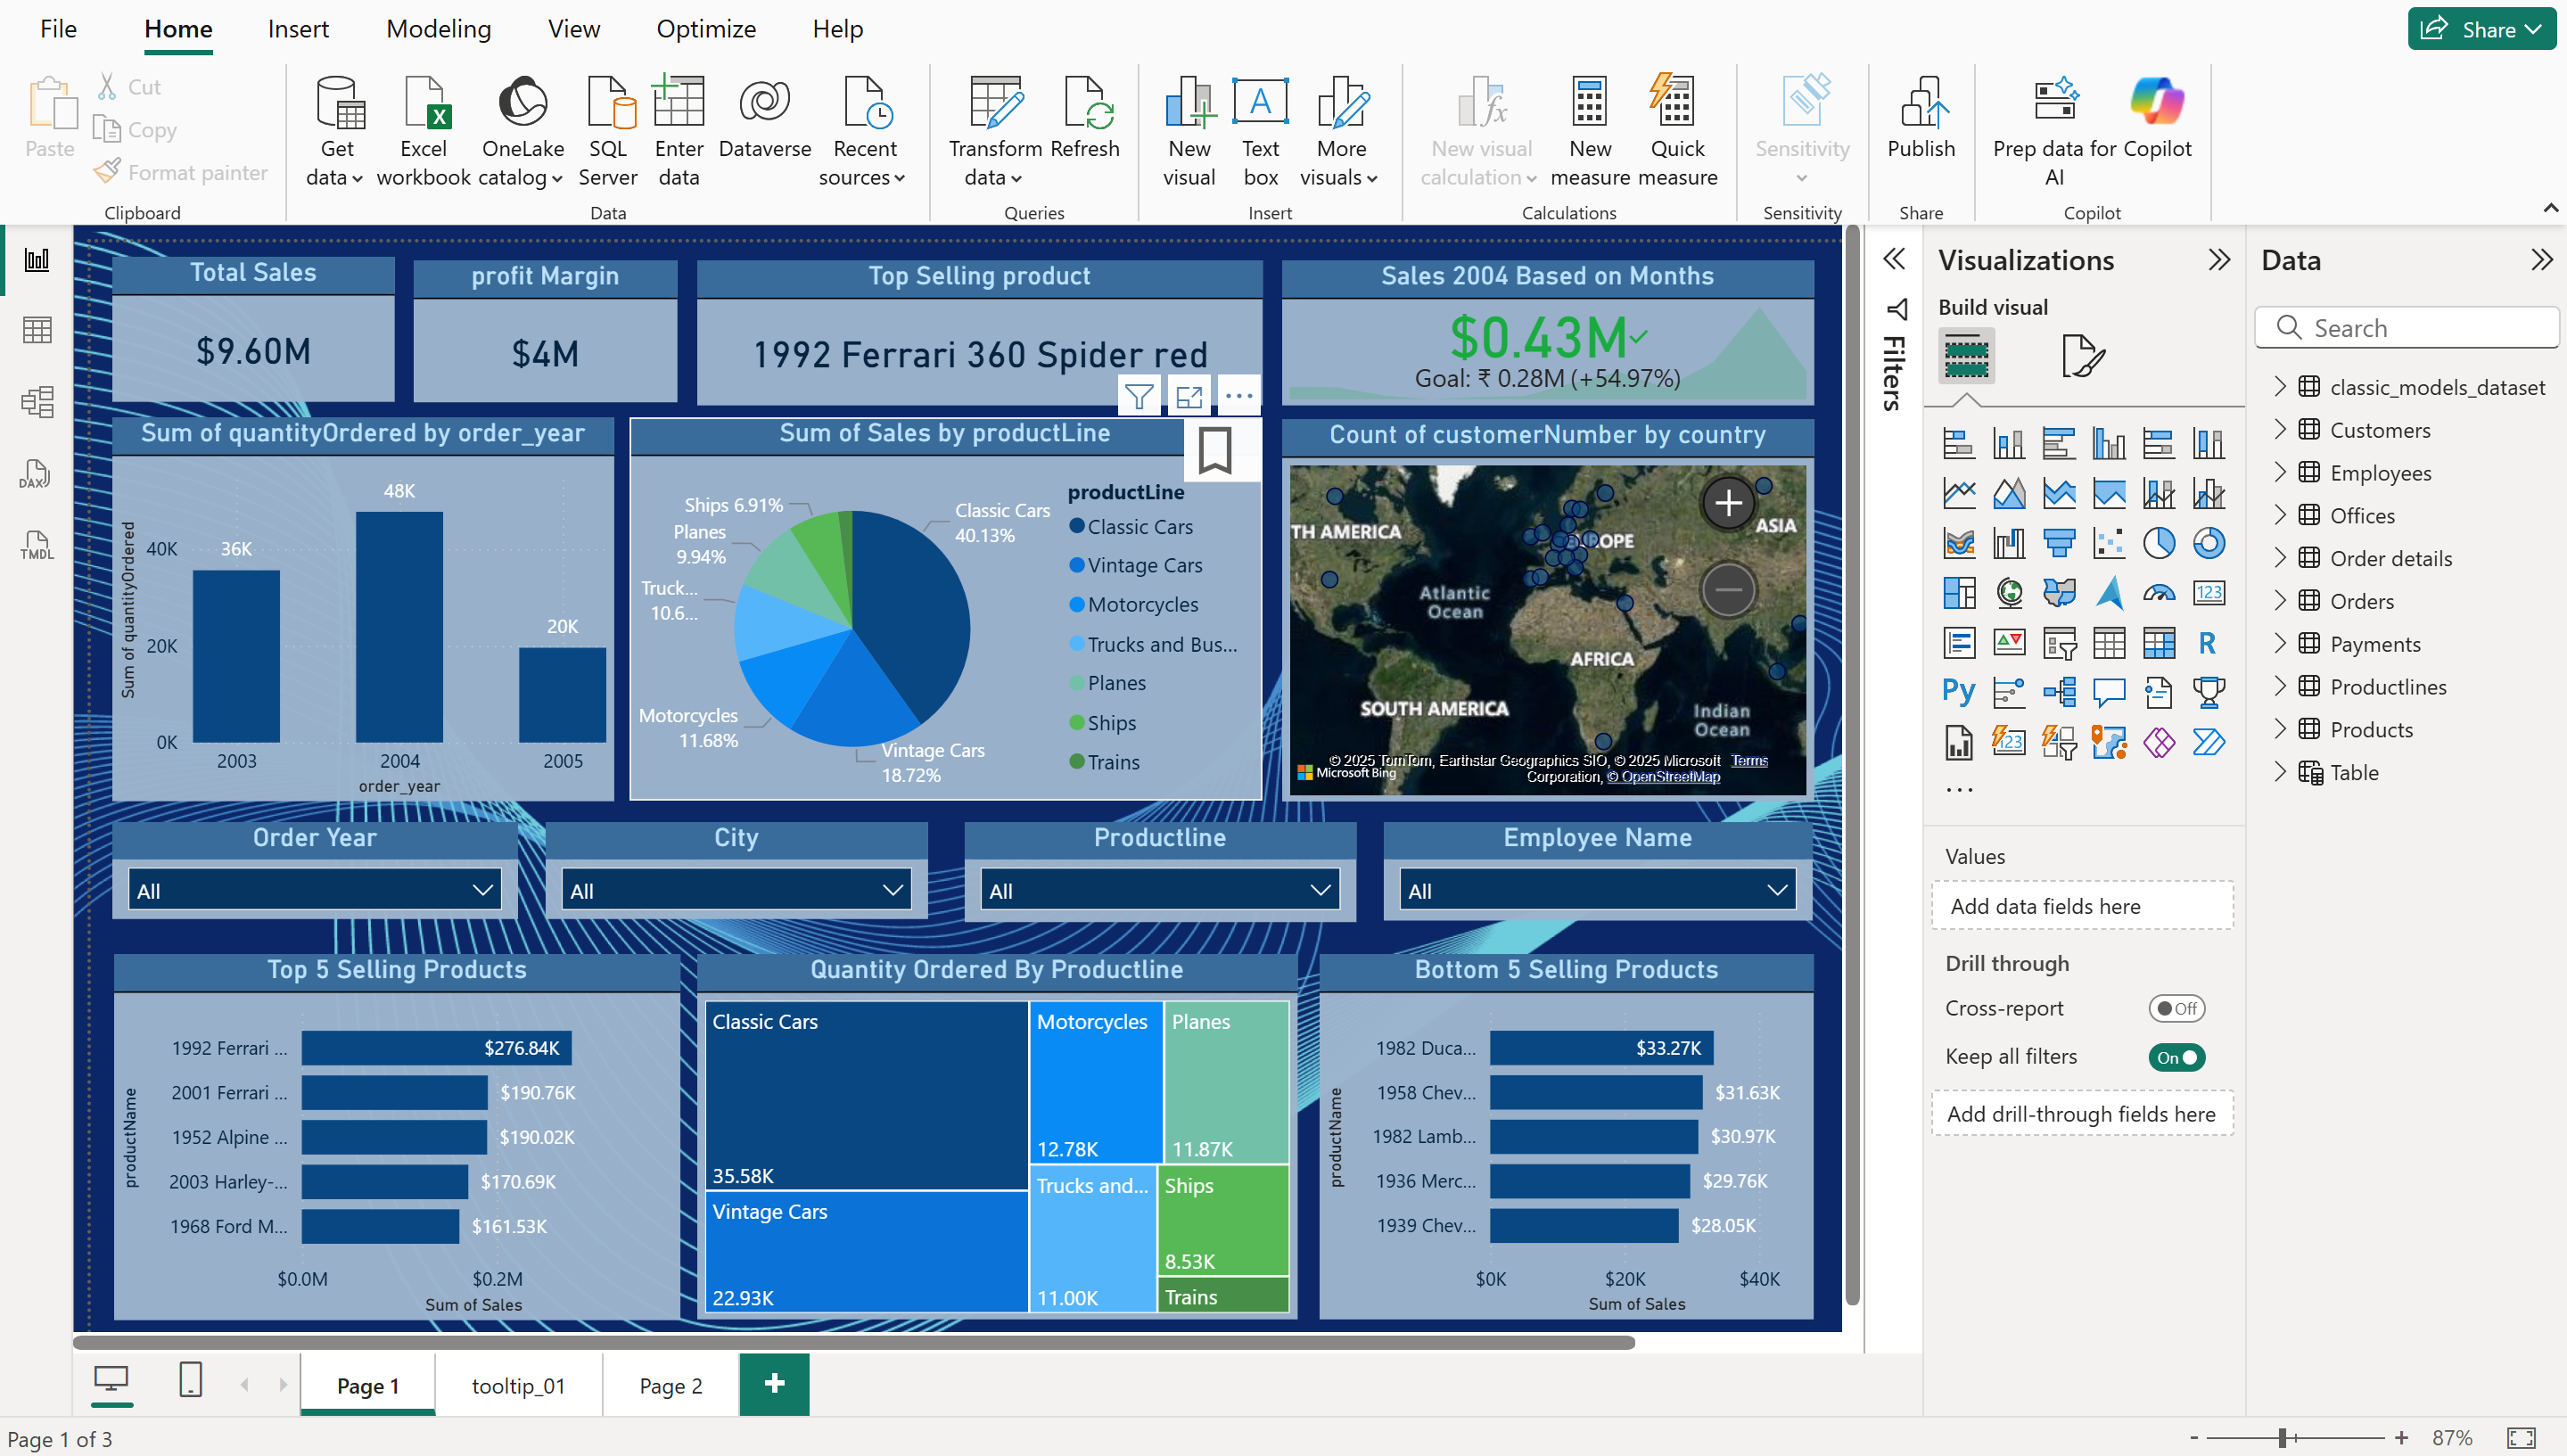 File Home Insert Modeling View Optimize Help Share
Paste Cut Copy Format painter
Get data Excel workbook OneLake catalog SQL Server Enter data Dataverse Recent sources
Transform data Refresh
New visual Text box More visuals
New visual calculation New measure Quick measure
Sensitivity
Publish
Prep data for AI Copilot
Clipboard Data Queries Insert Calculations Sensitivity Share Copilot
Total Sales
$9.60M
profit Margin
$4M
Top Selling product
1992 Ferrari 360 Spider red
Sales 2004 Based on Months
$0.43M
Goal: ₹ 0.28M (+54.97%)
Sum of quantityOrdered by order_year
Sum of quantityOrdered
40K
20K
0K
36K
48K
20K
2003 2004 2005
order_year
Sum of Sales by productLine
Ships 6.91%
Planes
9.94%
Truck...
10.6...
Motorcycles
11.68%
Vintage Cars
18.72%
Classic Cars
40.13%
productLine
Classic Cars
Vintage Cars
Motorcycles
Trucks and Bus...
Planes
Ships
Trains
Count of customerNumber by country
TH AMERICA
EUROPE
ASIA
Atlantic
Ocean
AFRICA
SOUTH AMERICA
Indian
Ocean
Microsoft Bing
© 2025 TomTom, Earthstar Geographics SIO, © 2025 Microsoft Terms
Corporation, © OpenStreetMap
Order Year
All
City
All
Productline
All
Employee Name
All
Top 5 Selling Products
productName
1992 Ferrari ... $276.84K
2001 Ferrari ... $190.76K
1952 Alpine ... $190.02K
2003 Harley-... $170.69K
1968 Ford M... $161.53K
$0.0M $0.2M
Sum of Sales
Quantity Ordered By Productline
Classic Cars
35.58K
Vintage Cars
22.93K
Motorcycles
12.78K
Planes
11.87K
Trucks and...
11.00K
Ships
8.53K
Trains
Bottom 5 Selling Products
productName
1982 Duca... $33.27K
1958 Chev... $31.63K
1982 Lamb... $30.97K
1936 Merc... $29.76K
1939 Chev... $28.05K
$0K $20K $40K
Sum of Sales
DAX
TMDL
Filters
Visualizations
Build visual
123
R
Py
123
...
Values
Add data fields here
Drill through
Cross-report Off
Keep all filters On
Add drill-through fields here
Data
Search
classic_models_dataset
Customers
Employees
Offices
Order details
Orders
Payments
Productlines
Products
Table
Page 1 tooltip_01 Page 2 +
Page 1 of 3
- + 87%